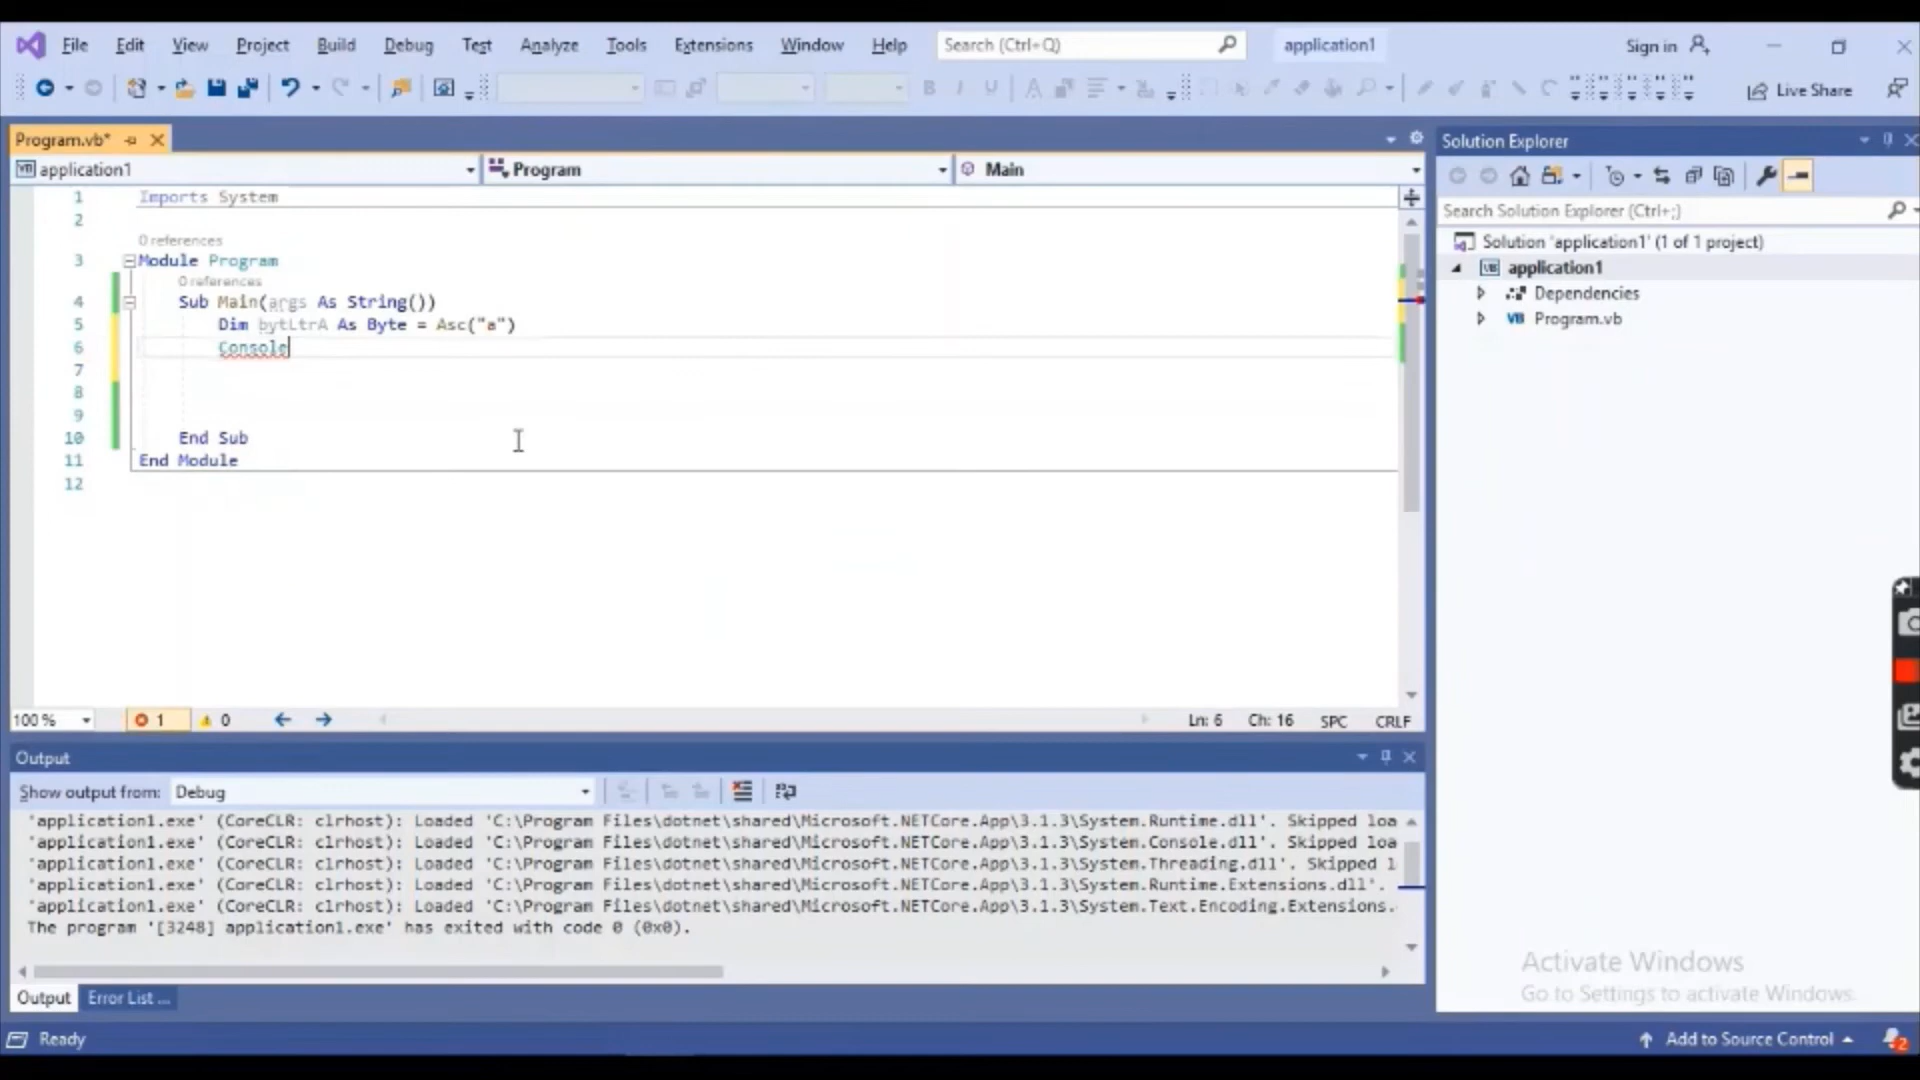 File Edit View Project Build Debug Test Analyze Tools Extensions Window Help Search (Ctrl+Q) application1 Sign in
Live Share
Program.vb*
application1 Program Main
1 Imports System
2
0 references
3 Module Program
0 references
4 Sub Main(args As String())
5 Dim bytLtrA As Byte = Asc("a")
6 Console
7
8
9
10 End Sub
11 End Module
12
100 % 1 0 Ln: 6 Ch: 16 SPC CRLF
Output
Show output from: Debug
'application1.exe' (CoreCLR: clrhost): Loaded 'C:\Program Files\dotnet\shared\Microsoft.NETCore.App\3.1.3\System.Runtime.dll'. Skipped loa
'application1.exe' (CoreCLR: clrhost): Loaded 'C:\Program Files\dotnet\shared\Microsoft.NETCore.App\3.1.3\System.Console.dll'. Skipped loa
'application1.exe' (CoreCLR: clrhost): Loaded 'C:\Program Files\dotnet\shared\Microsoft.NETCore.App\3.1.3\System.Threading.dll'. Skipped l
'application1.exe' (CoreCLR: clrhost): Loaded 'C:\Program Files\dotnet\shared\Microsoft.NETCore.App\3.1.3\System.Runtime.Extensions.dll'.
'application1.exe' (CoreCLR: clrhost): Loaded 'C:\Program Files\dotnet\shared\Microsoft.NETCore.App\3.1.3\System.Text.Encoding.Extensions.
The program '[3248] application1.exe' has exited with code 0 (0x0).
Output Error List ...
Solution Explorer
Search Solution Explorer (Ctrl+;)
Solution 'application1' (1 of 1 project)
application1
Dependencies
VB Program.vb
Activate Windows
Go to Settings to activate Windows.
Ready Add to Source Control 2